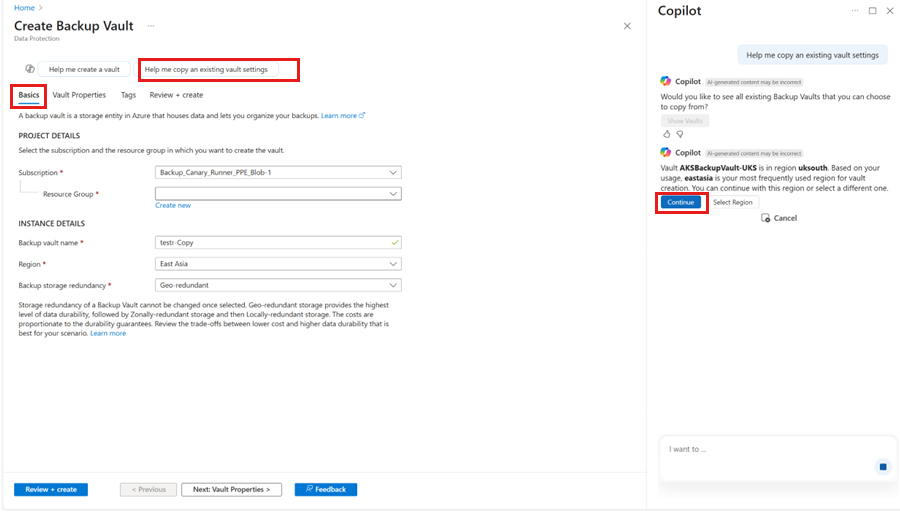 Home >
Create Backup Vault ...
Data Protection
Help me create a vault
Help me copy an existing vault settings
Basics
Vault Properties
Tags
Review + create
A backup vault is a storage entity in Azure that houses data and lets you organize your backups. Learn more
PROJECT DETAILS
Select the subscription and the resource group in which you want to create the vault.
Subscription *
Backup_Canary_Runner_PPE_Blob-1
Resource Group *
Create new
INSTANCE DETAILS
Backup vault name *
testr-Copy
Region *
East Asia
Backup storage redundancy *
Geo-redundant
Storage redundancy of a Backup Vault cannot be changed once selected. Geo-redundant storage provides the highest
level of data durability, followed by Zonally-redundant storage and then Locally-redundant storage. The costs are
proportionate to the durability guarantees. Review the trade-offs between lower cost and higher data durability that is
best for your scenario. Learn more
Review + create
< Previous
Next: Vault Properties >
Feedback
Copilot
...
Help me copy an existing vault settings
Copilot
AI-generated content may be incorrect
Would you like to see all existing Backup Vaults that you can choose
to copy from?
Show Vaults
Copilot
AI-generated content may be incorrect
Vault AKSBackupVault-UKS is in region uksouth. Based on your
usage, eastasia is your most frequently used region for vault
creation. You can continue with this region or select a different one.
Continue
Select Region
Cancel
I want to ...